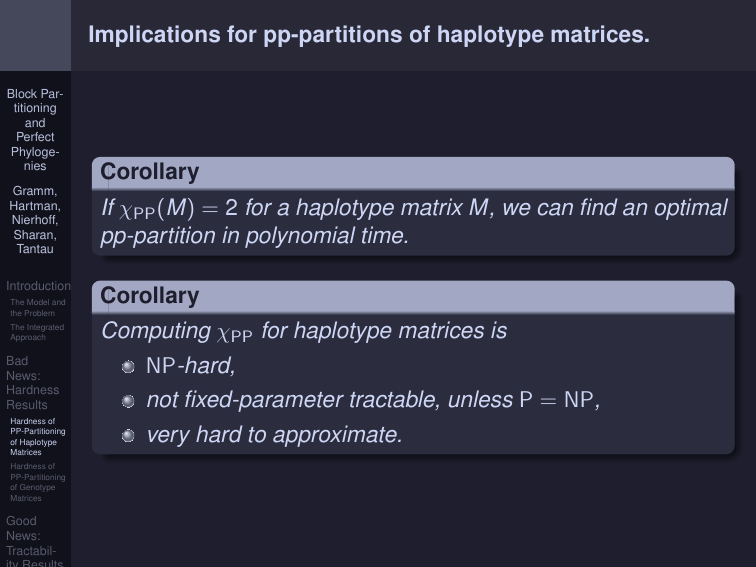 Implications for pp-partitions of haplotype matrices.
Block Par-
titioning
and
Perfect
Phyloge-
nies
Gramm,
Hartman,
Nierhoff,
Sharan,
Tantau
Introduction
The Model and
the Problem
The Integrated
Approach
Bad
News:
Hardness
Results
Hardness of
PP-Partitioning
of Haplotype
Matrices
Hardness of
PP-Partitioning
of Genotype
Matrices
Good
News:
Tractabil-
ity Results
Corollary
If χPP(M) = 2 for a haplotype matrix M, we can find an optimal
pp-partition in polynomial time.
Corollary
Computing χPP for haplotype matrices is
NP-hard,
not fixed-parameter tractable, unless P = NP,
very hard to approximate.